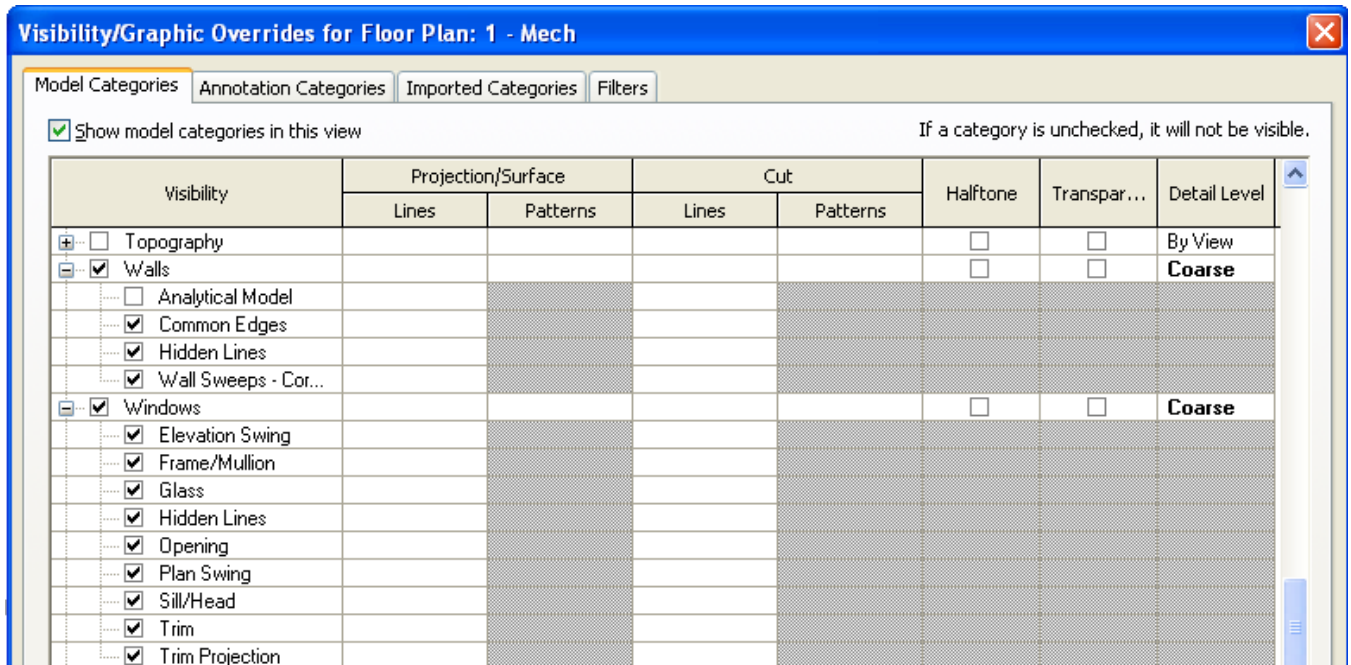 Visibility/Graphic Overrides for Floor Plan: 1 - Mech
Model Categories Annotation Categories Imported Categories Filters
Show model categories in this view If a category is unchecked, it will not be visible.
Visibility Projection/Surface Cut Halftone Transpar... Detail Level
Lines Patterns Lines Patterns
Topography By View
Walls Coarse
Analytical Model
Common Edges
Hidden Lines
Wall Sweeps - Cor...
Windows Coarse
Elevation Swing
Frame/Mullion
Glass
Hidden Lines
Opening
Plan Swing
Sill/Head
Trim
Trim Projection